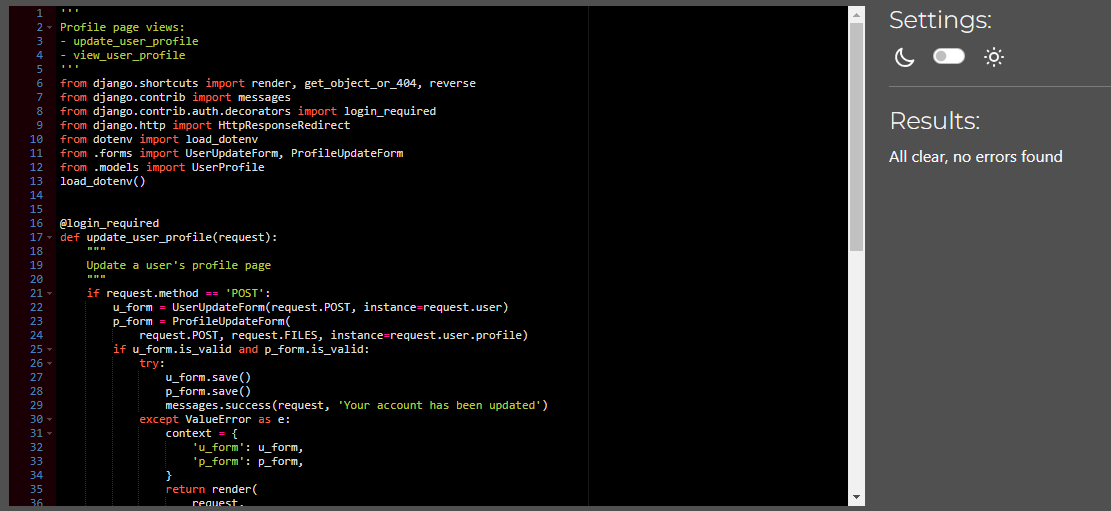 1 '''
2 Profile page views:
3 - update_user_profile
4 - view_user_profile
5 '''
6 from django.shortcuts import render, get_object_or_404, reverse
7 from django.contrib import messages
8 from django.contrib.auth.decorators import login_required
9 from django.http import HttpResponseRedirect
10 from dotenv import load_dotenv
11 from .forms import UserUpdateForm, ProfileUpdateForm
12 from .models import UserProfile
13 load_dotenv()
14
15
16 @login_required
17 def update_user_profile(request):
18     """
19     Update a user's profile page
20     """
21     if request.method == 'POST':
22         u_form = UserUpdateForm(request.POST, instance=request.user)
23         p_form = ProfileUpdateForm(
24             request.POST, request.FILES, instance=request.user.profile)
25         if u_form.is_valid and p_form.is_valid:
26             try:
27                 u_form.save()
28                 p_form.save()
29                 messages.success(request, 'Your account has been updated')
30             except ValueError as e:
31                 context = {
32                     'u_form': u_form,
33                     'p_form': p_form,
34                 }
35                 return render(
36                     request,
Settings:
Results:
All clear, no errors found